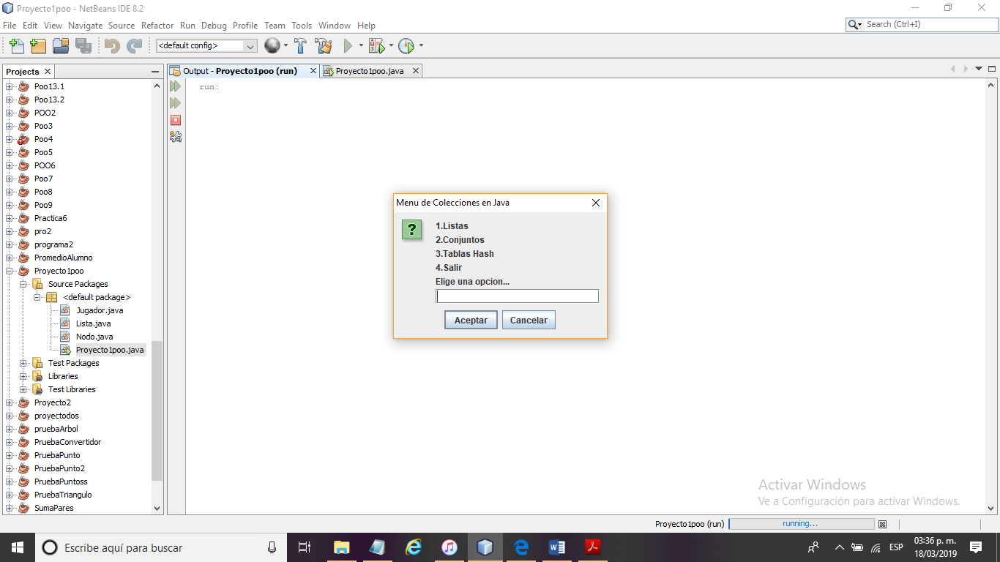 Proyecto1poo - NetBeans IDE 8.2
File Edit View Navigate Source Refactor Run Debug Profile Team Tools Window Help
Search (Ctrl+I)
<default config>
Projects
Output - Proyecto1poo (run)
Proyecto1poo.java
run:
Poo13.1
Poo13.2
POO2
Poo3
Poo4
Poo5
POO6
Poo7
Poo8
Poo9
Practica6
pro2
programa2
PromedioAlumno
Proyecto1poo
Source Packages
<default package>
Jugador.java
Lista.java
Nodo.java
Proyecto1poo.java
Test Packages
Libraries
Test Libraries
Proyecto2
proyectodos
pruebaArbol
PruebaConvertidor
PruebaPunto
PruebaPunto2
PruebaPuntoss
PruebaTriangulo
SumaPares
Menu de Colecciones en Java
?
1.Listas
2.Conjuntos
3.Tablas Hash
4.Salir
Elige una opcion...
Aceptar Cancelar
Activar Windows
Ve a Configuración para activar Windows.
Proyecto1poo (run)
running...
Escribe aquí para buscar
ESP
03:36 p. m.
18/03/2019